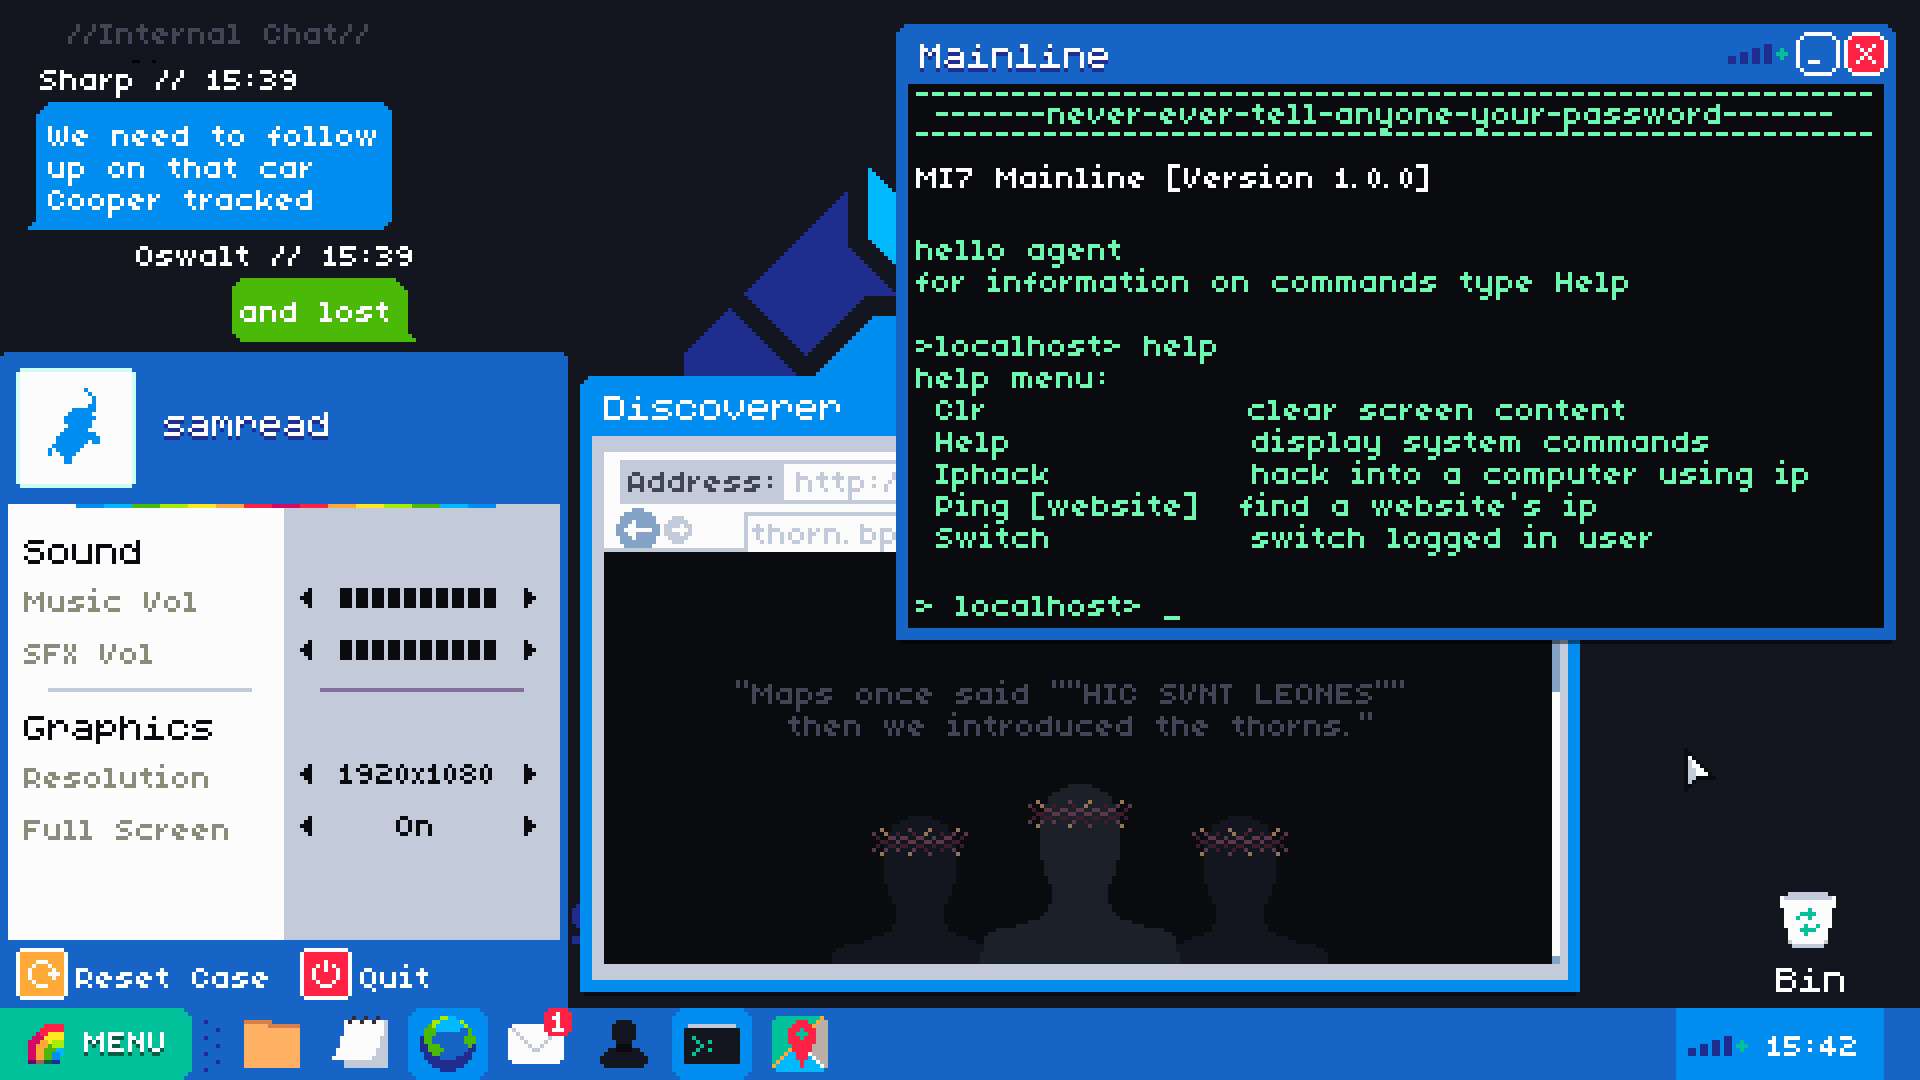 //Internal Chat//
Sharp // 15:39
We need to follow
up on that car
Cooper tracked
Oswalt // 15:39
and lost
samread
Sound
Music Vol
SFX Vol
Graphics
Resolution
1920x1080
Full Screen
On
Reset Case
Quit
Discoverer
Address:
http:/
thorn.bp
"Maps once said ""HIC SVNT LEONES""
then we introduced the thorns."
Mainline
-------never-ever-tell-anyone-your-password-------
MI7 Mainline [Version 1.0.0]
hello agent
for information on commands type Help
>localhost> help
help menu:
Clr clear screen content
Help display system commands
Iphack hack into a computer using ip
Ping [website] find a website's ip
Switch switch logged in user
> localhost> _
Bin
MENU
1
>:
15:42